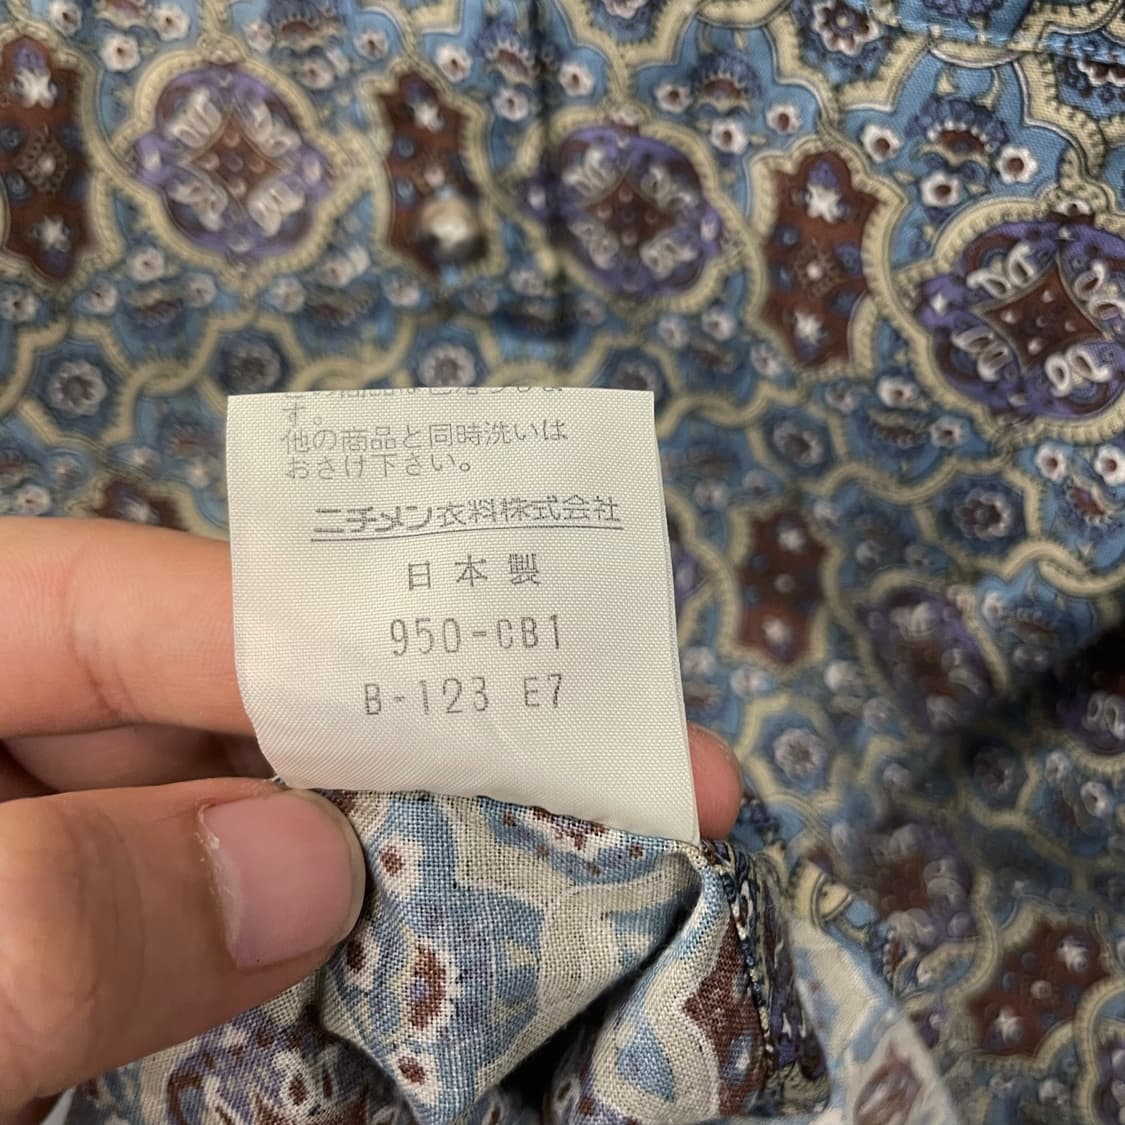 す。
他の商品と同時洗いは
おさけ下さい。
ニチメン衣料株式会社
日本製
950-CB1
B-123 E7